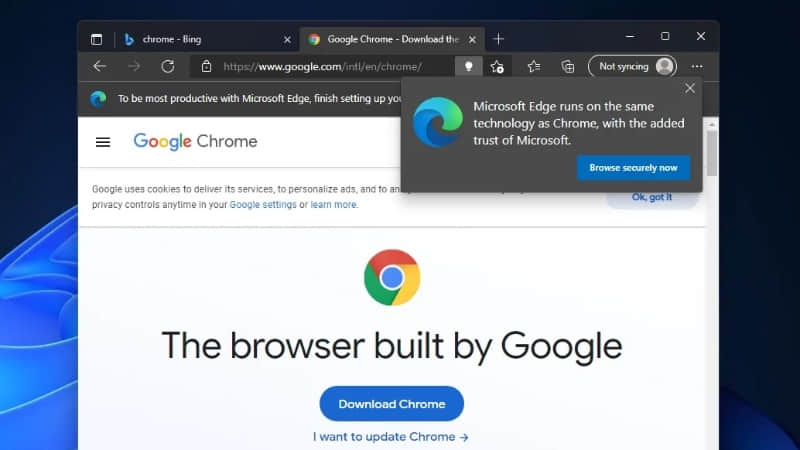 chrome - Bing
Google Chrome - Download the
https://www.google.com/intl/en/chrome/
Not syncing
To be most productive with Microsoft Edge, finish setting up you
Microsoft Edge runs on the same
technology as Chrome, with the added
trust of Microsoft.
Browse securely now
Google Chrome
Google uses cookies to deliver its services, to personalize ads, and to
privacy controls anytime in your Google settings or learn more.
Ok, got it
The browser built by Google
Download Chrome
I want to update Chrome →